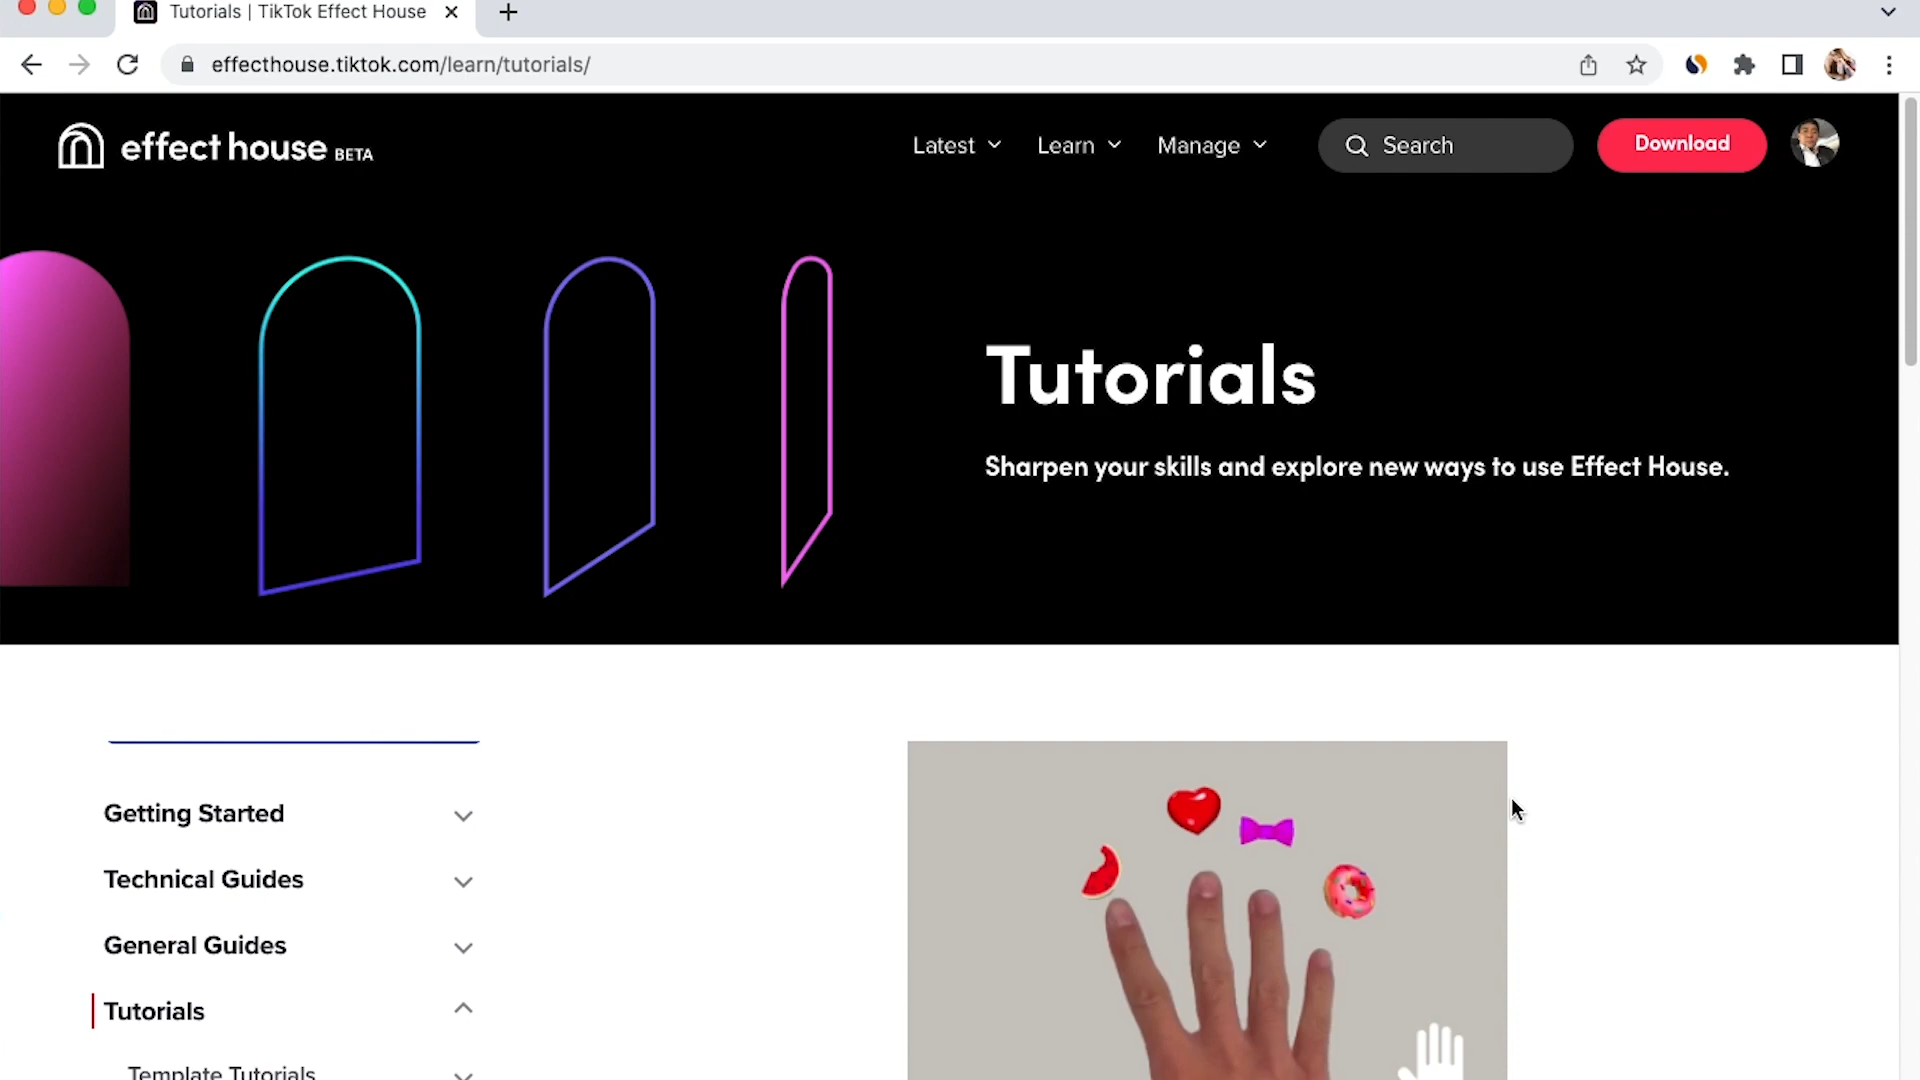 Tutorials | TikTok Effect House
effecthouse.tiktok.com/learn/tutorials/
effect house BETA
Latest
Learn
Manage
Search
Download
Tutorials
Sharpen your skills and explore new ways to use Effect House.
Getting Started
Technical Guides
General Guides
Tutorials
Template Tutorials